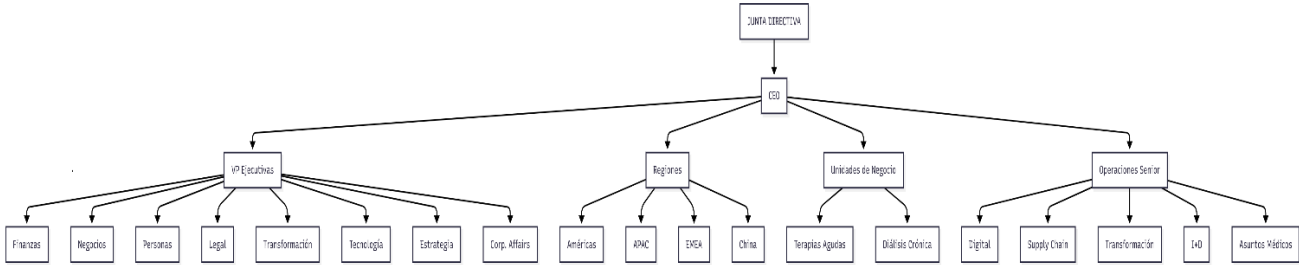 JUNTA DIRECTIVA
CEO
VP Ejecutivas
Regiones
Unidades de Negocio
Operaciones Senior
Finanzas
Negocios
Personas
Legal
Transformación
Tecnología
Estrategia
Corp. Affairs
Américas
APAC
EMEA
China
Terapias Agudas
Diálisis Crónica
Digital
Supply Chain
Transformación
I+D
Asuntos Médicos